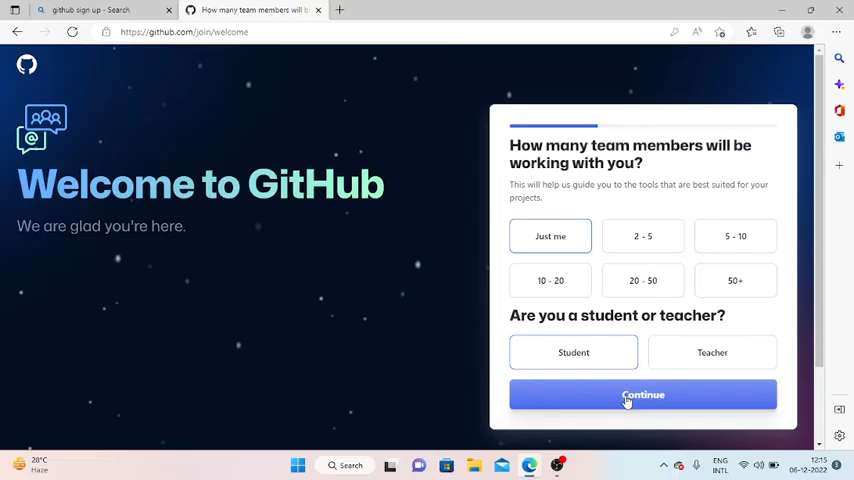 github sign up - Search
How many team members will b
https://github.com/join/welcome
Welcome to GitHub
We are glad you're here.
How many team members will be
working with you?
This will help us guide you to the tools that are best suited for your
projects.
Just me
2 - 5
5 - 10
10 - 20
20 - 50
50+
Are you a student or teacher?
Student
Teacher
Continue
28°C
Haze
Search
ENG
INTL
12:15
06-12-2022
3